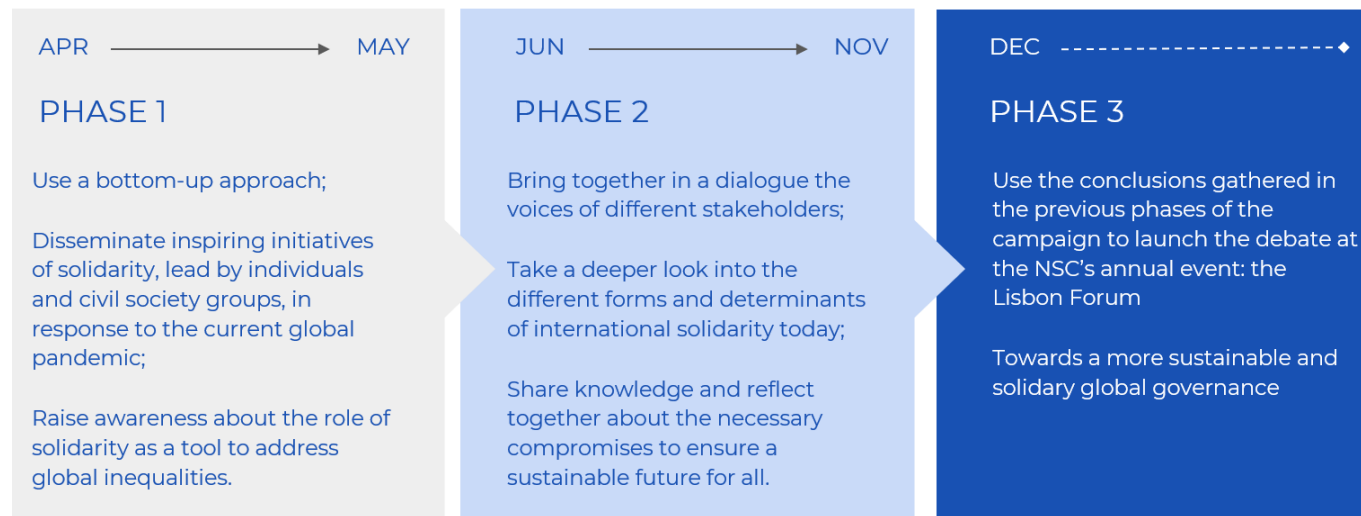 APR MAY
PHASE 1
Use a bottom-up approach;
Disseminate inspiring initiatives
of solidarity, lead by individuals
and civil society groups, in
response to the current global
pandemic;
Raise awareness about the role of
solidarity as a tool to address
global inequalities.
JUN NOV
PHASE 2
Bring together in a dialogue the
voices of different stakeholders;
Take a deeper look into the
different forms and determinants
of international solidarity today;
Share knowledge and reflect
together about the necessary
compromises to ensure a
sustainable future for all.
DEC
PHASE 3
Use the conclusions gathered in
the previous phases of the
campaign to launch the debate at
the NSC's annual event: the
Lisbon Forum
Towards a more sustainable and
solidary global governance